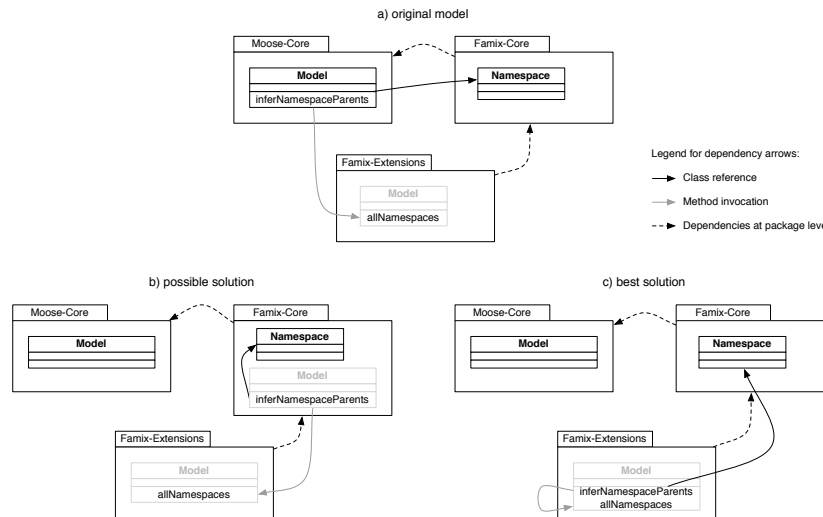 a) original model
Moose-Core
Famix-Core
Model
Namespace
inferNamespaceParents
Famix-Extensions
Model
allNamespaces
Legend for dependency arrows:
Class reference
Method invocation
Dependencies at package level
b) possible solution
Moose-Core
Famix-Core
Model
Namespace
Model
inferNamespaceParents
Famix-Extensions
Model
allNamespaces
c) best solution
Moose-Core
Famix-Core
Model
Namespace
Famix-Extensions
Model
inferNamespaceParents
allNamespaces